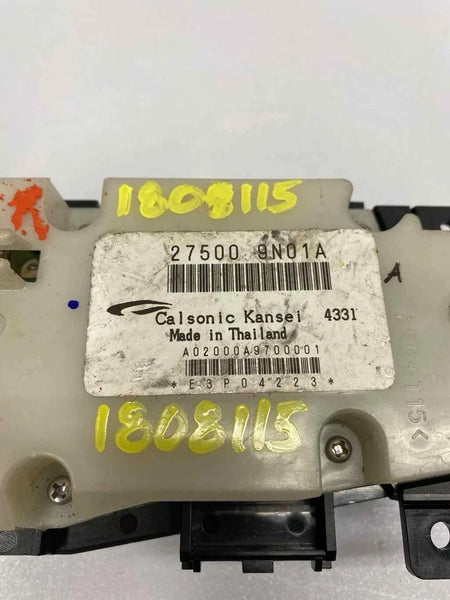 1808115
27500 9N01A
A
Calsonic Kansei 4331
Made in Thailand
A02000A9700001
*E3P04223*
1808115